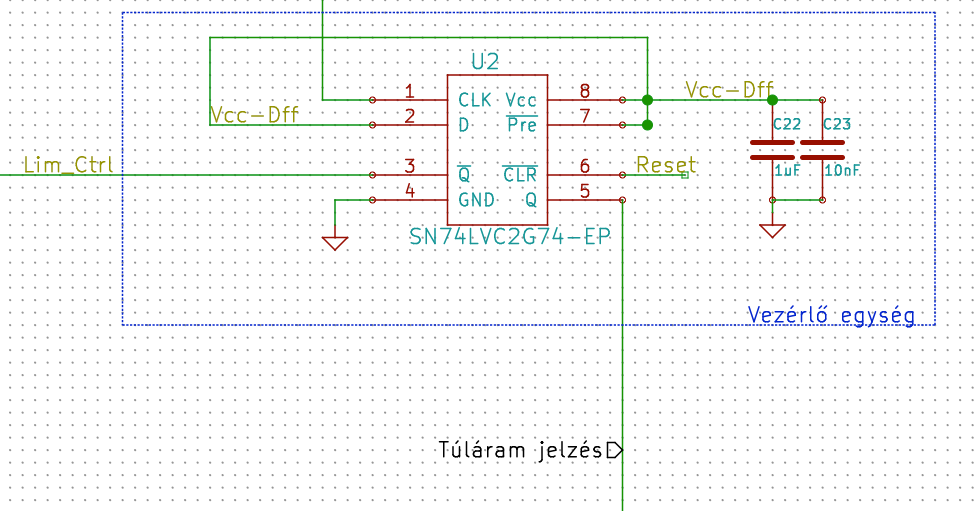 U2
1 CLK Vcc 8
Vcc-Dff
Vcc-Dff
2 D Pre 7
C22 C23
1uF 10nF
Lim_Ctrl
3 Q CLR 6
Reset
4 GND Q 5
SN74LVC2G74-EP
Vezérlő egység
Túláram jelzés